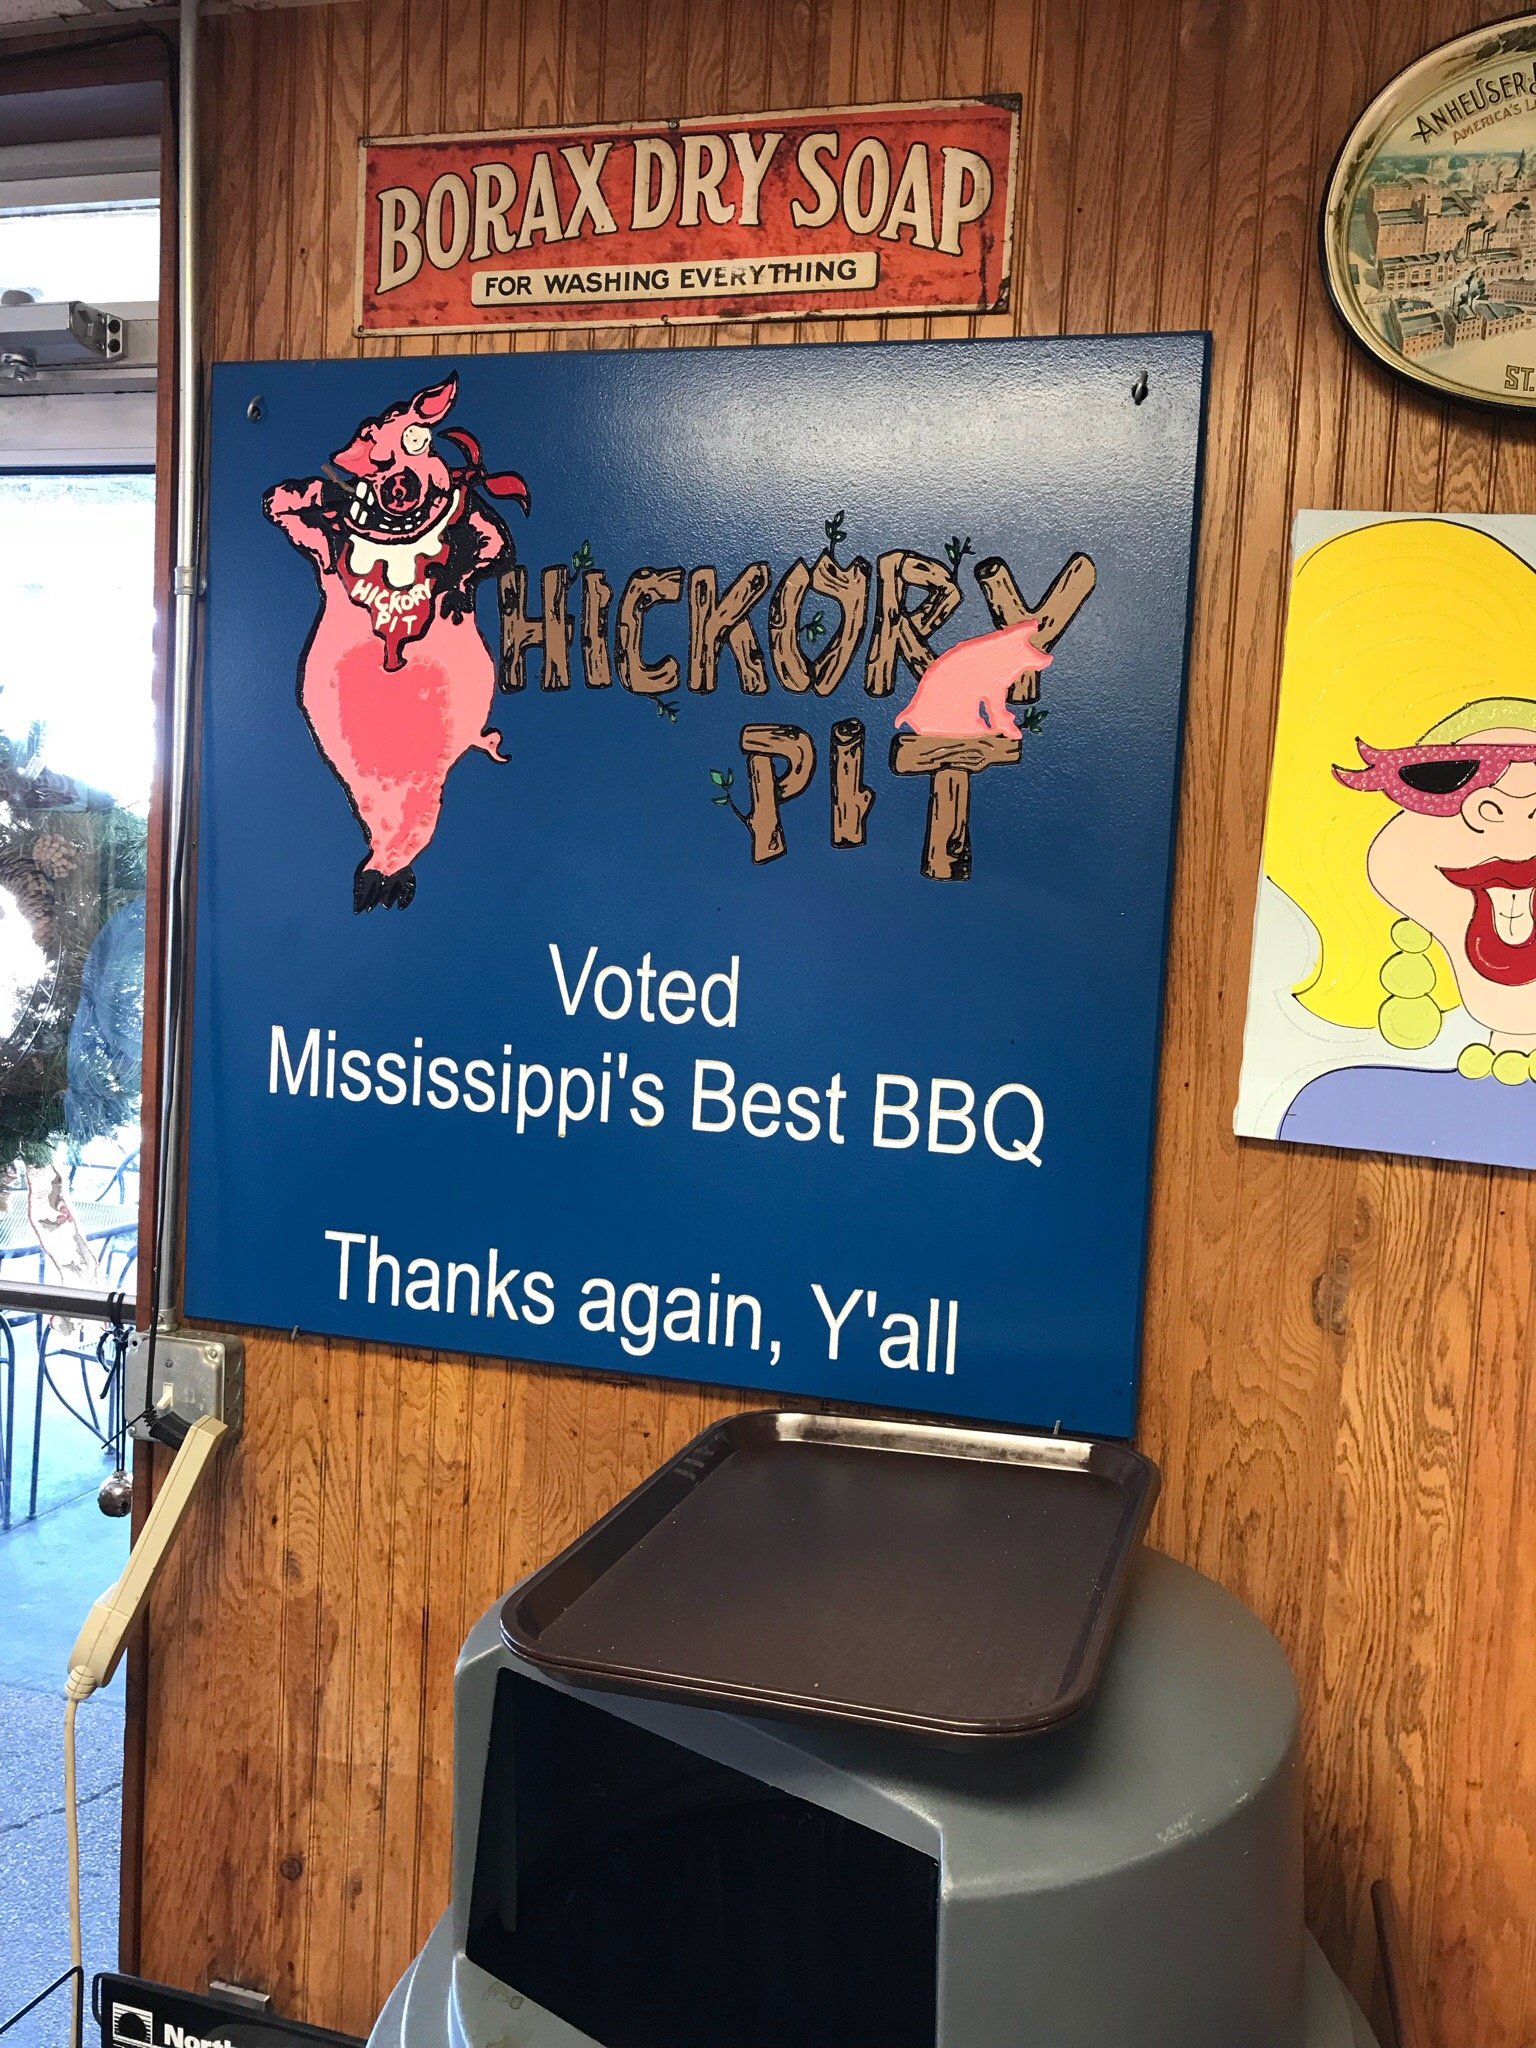 BORAX DRY SOAP
FOR WASHING EVERYTHING
ANHEUSER
AMERICA'S
ST.
HICKORY
PIT
HICKORY
PIT
Voted
Mississippi's Best BBQ
Thanks again, Y'all